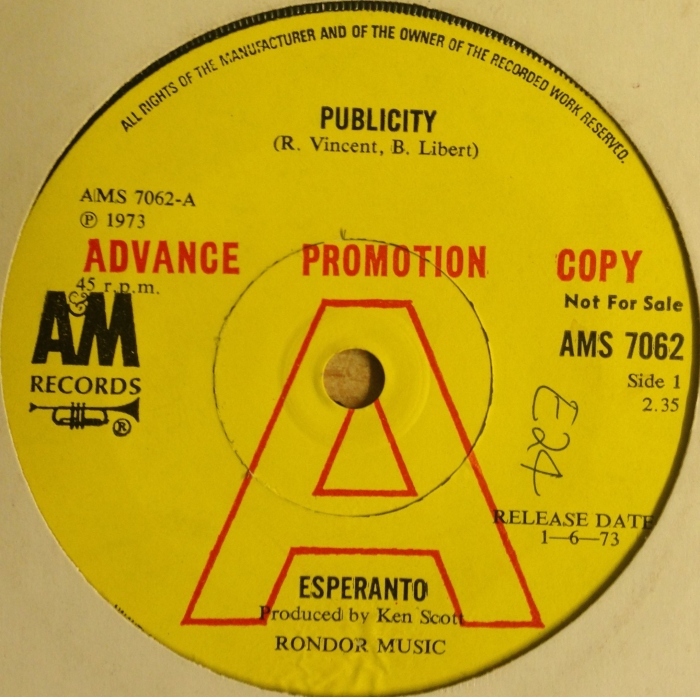 ALL RIGHTS OF THE MANUFACTURER AND OF THE OWNER OF THE RECORDED WORK RESERVED.
PUBLICITY
(R. Vincent, B. Libert)
AMS 7062-A
Ⓟ 1973
ADVANCE PROMOTION COPY
45 r.p.m.
Not For Sale
A&M
RECORDS
®
AMS 7062
Side 1
2.35
E24
A
RELEASE DATE
1-6-73
ESPERANTO
Produced by Ken Scott
RONDOR MUSIC